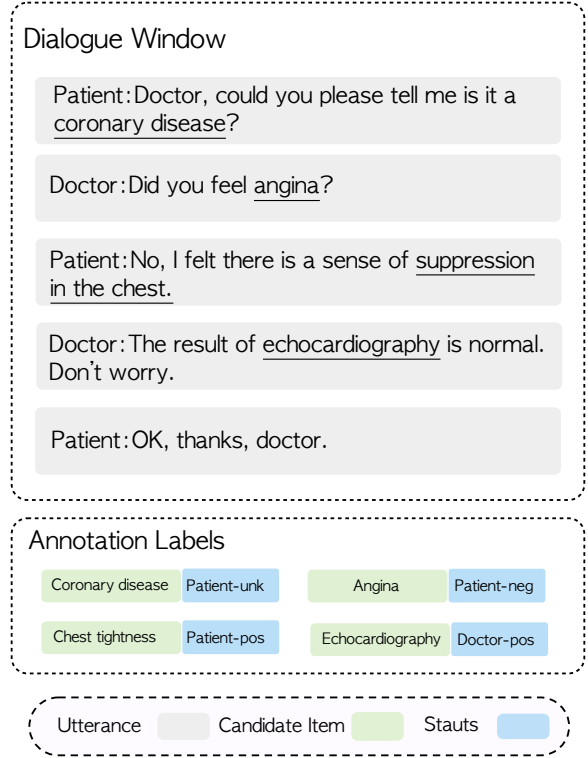 Dialogue Window
Patient:Doctor, could you please tell me is it a
coronary disease?
Doctor:Did you feel angina?
Patient:No, I felt there is a sense of suppression
in the chest.
Doctor:The result of echocardiography is normal.
Don't worry.
Patient:OK, thanks, doctor.
Annotation Labels
Coronary disease Patient-unk Angina Patient-neg
Chest tightness Patient-pos Echocardiography Doctor-pos
Utterance Candidate Item Stauts